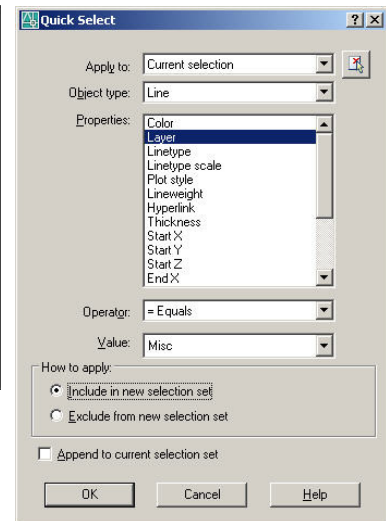 Quick Select
Apply to: Current selection
Object type: Line
Properties: Color
Layer
Linetype
Linetype scale
Plot style
Lineweight
Hyperlink
Thickness
Start X
Start Y
Start Z
End X
Operator: = Equals
Value: Misc
How to apply:
Include in new selection set
Exclude from new selection set
Append to current selection set
OK Cancel Help